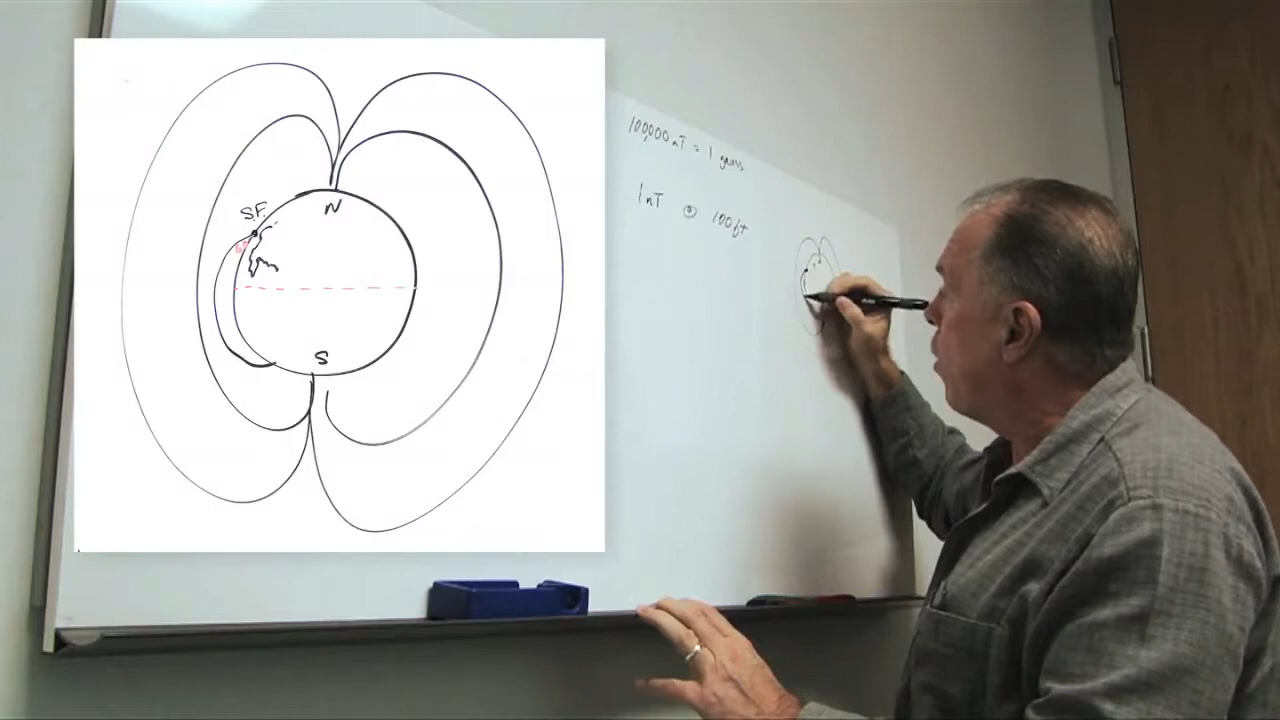 N
S.F.
S
100,000 nT = 1 gauss
1 nT @ 100 ft